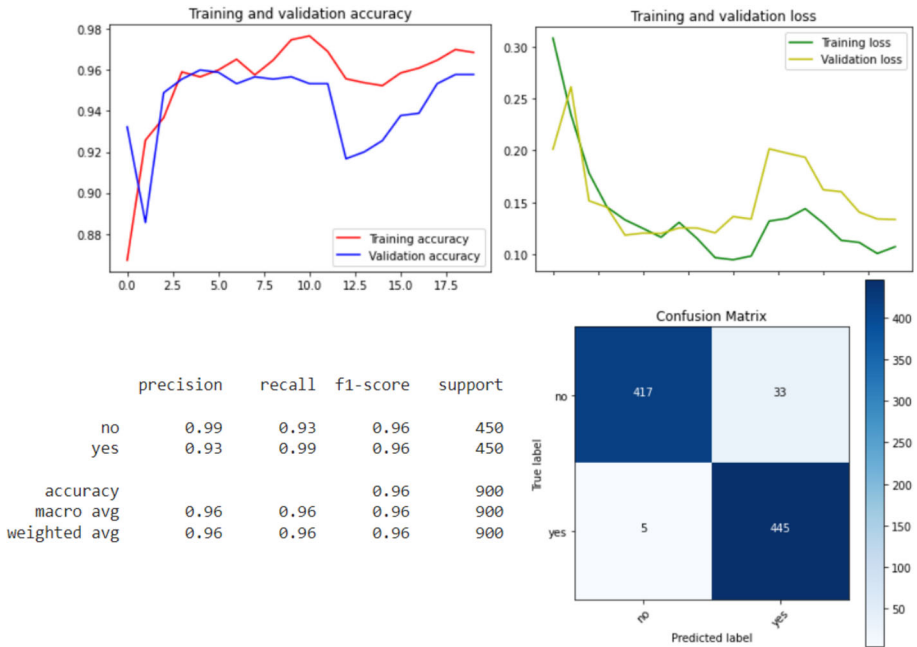 Training and validation accuracy
0.98
0.96
0.94
0.92
0.90
0.88
Training accuracy
Validation accuracy
0.0 2.5 5.0 7.5 10.0 12.5 15.0 17.5
Training and validation loss
0.30
0.25
0.20
0.15
0.10
Training loss
Validation loss
precision recall f1-score support
no 0.99 0.93 0.96 450
yes 0.93 0.99 0.96 450
accuracy 0.96 900
macro avg 0.96 0.96 0.96 900
weighted avg 0.96 0.96 0.96 900
Confusion Matrix
True label
no 417 33
yes 5 445
no yes
Predicted label
400
350
300
250
200
150
100
50